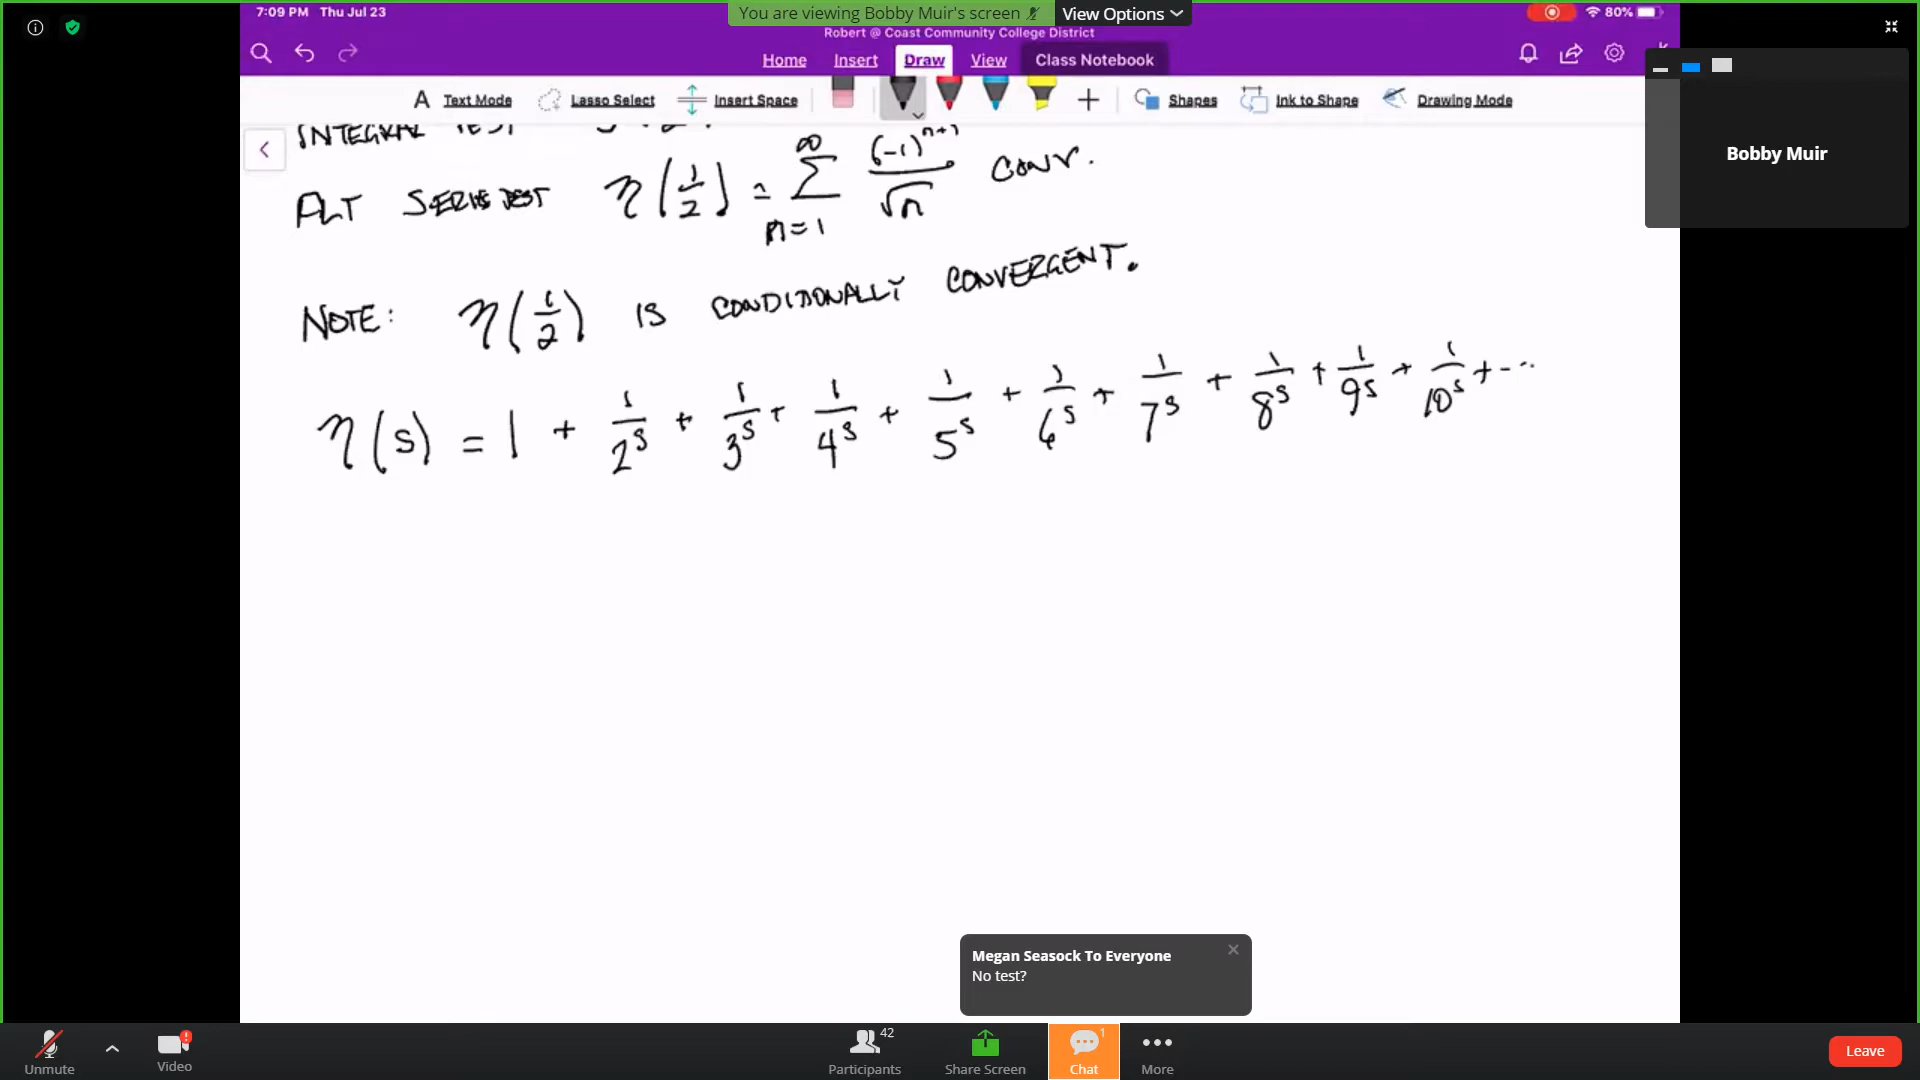 7:09 PM Thu Jul 23
You are viewing Bobby Muir's screen
View Options
80%
Robert @ Coast Community College District
Home Insert Draw View Class Notebook
A Text Mode Lasso Select Insert Space Shapes Ink to Shape Drawing Mode
Bobby Muir
INTEGRAL TEST
ALT SERIES TEST η(1/2) = ∑_{n=1}^{∞} (-1)^{n+1}/√n CONV.
NOTE: η(1/2) IS CONDITIONALLY CONVERGENT.
η(s) = 1 + 1/2^s + 1/3^s + 1/4^s + 1/5^s + 1/6^s + 1/7^s + 1/8^s + 1/9^s + 1/10^s + ...
Megan Seasock To Everyone
No test?
Unmute
Video
Participants 42
Share Screen
Chat 1
More
Leave